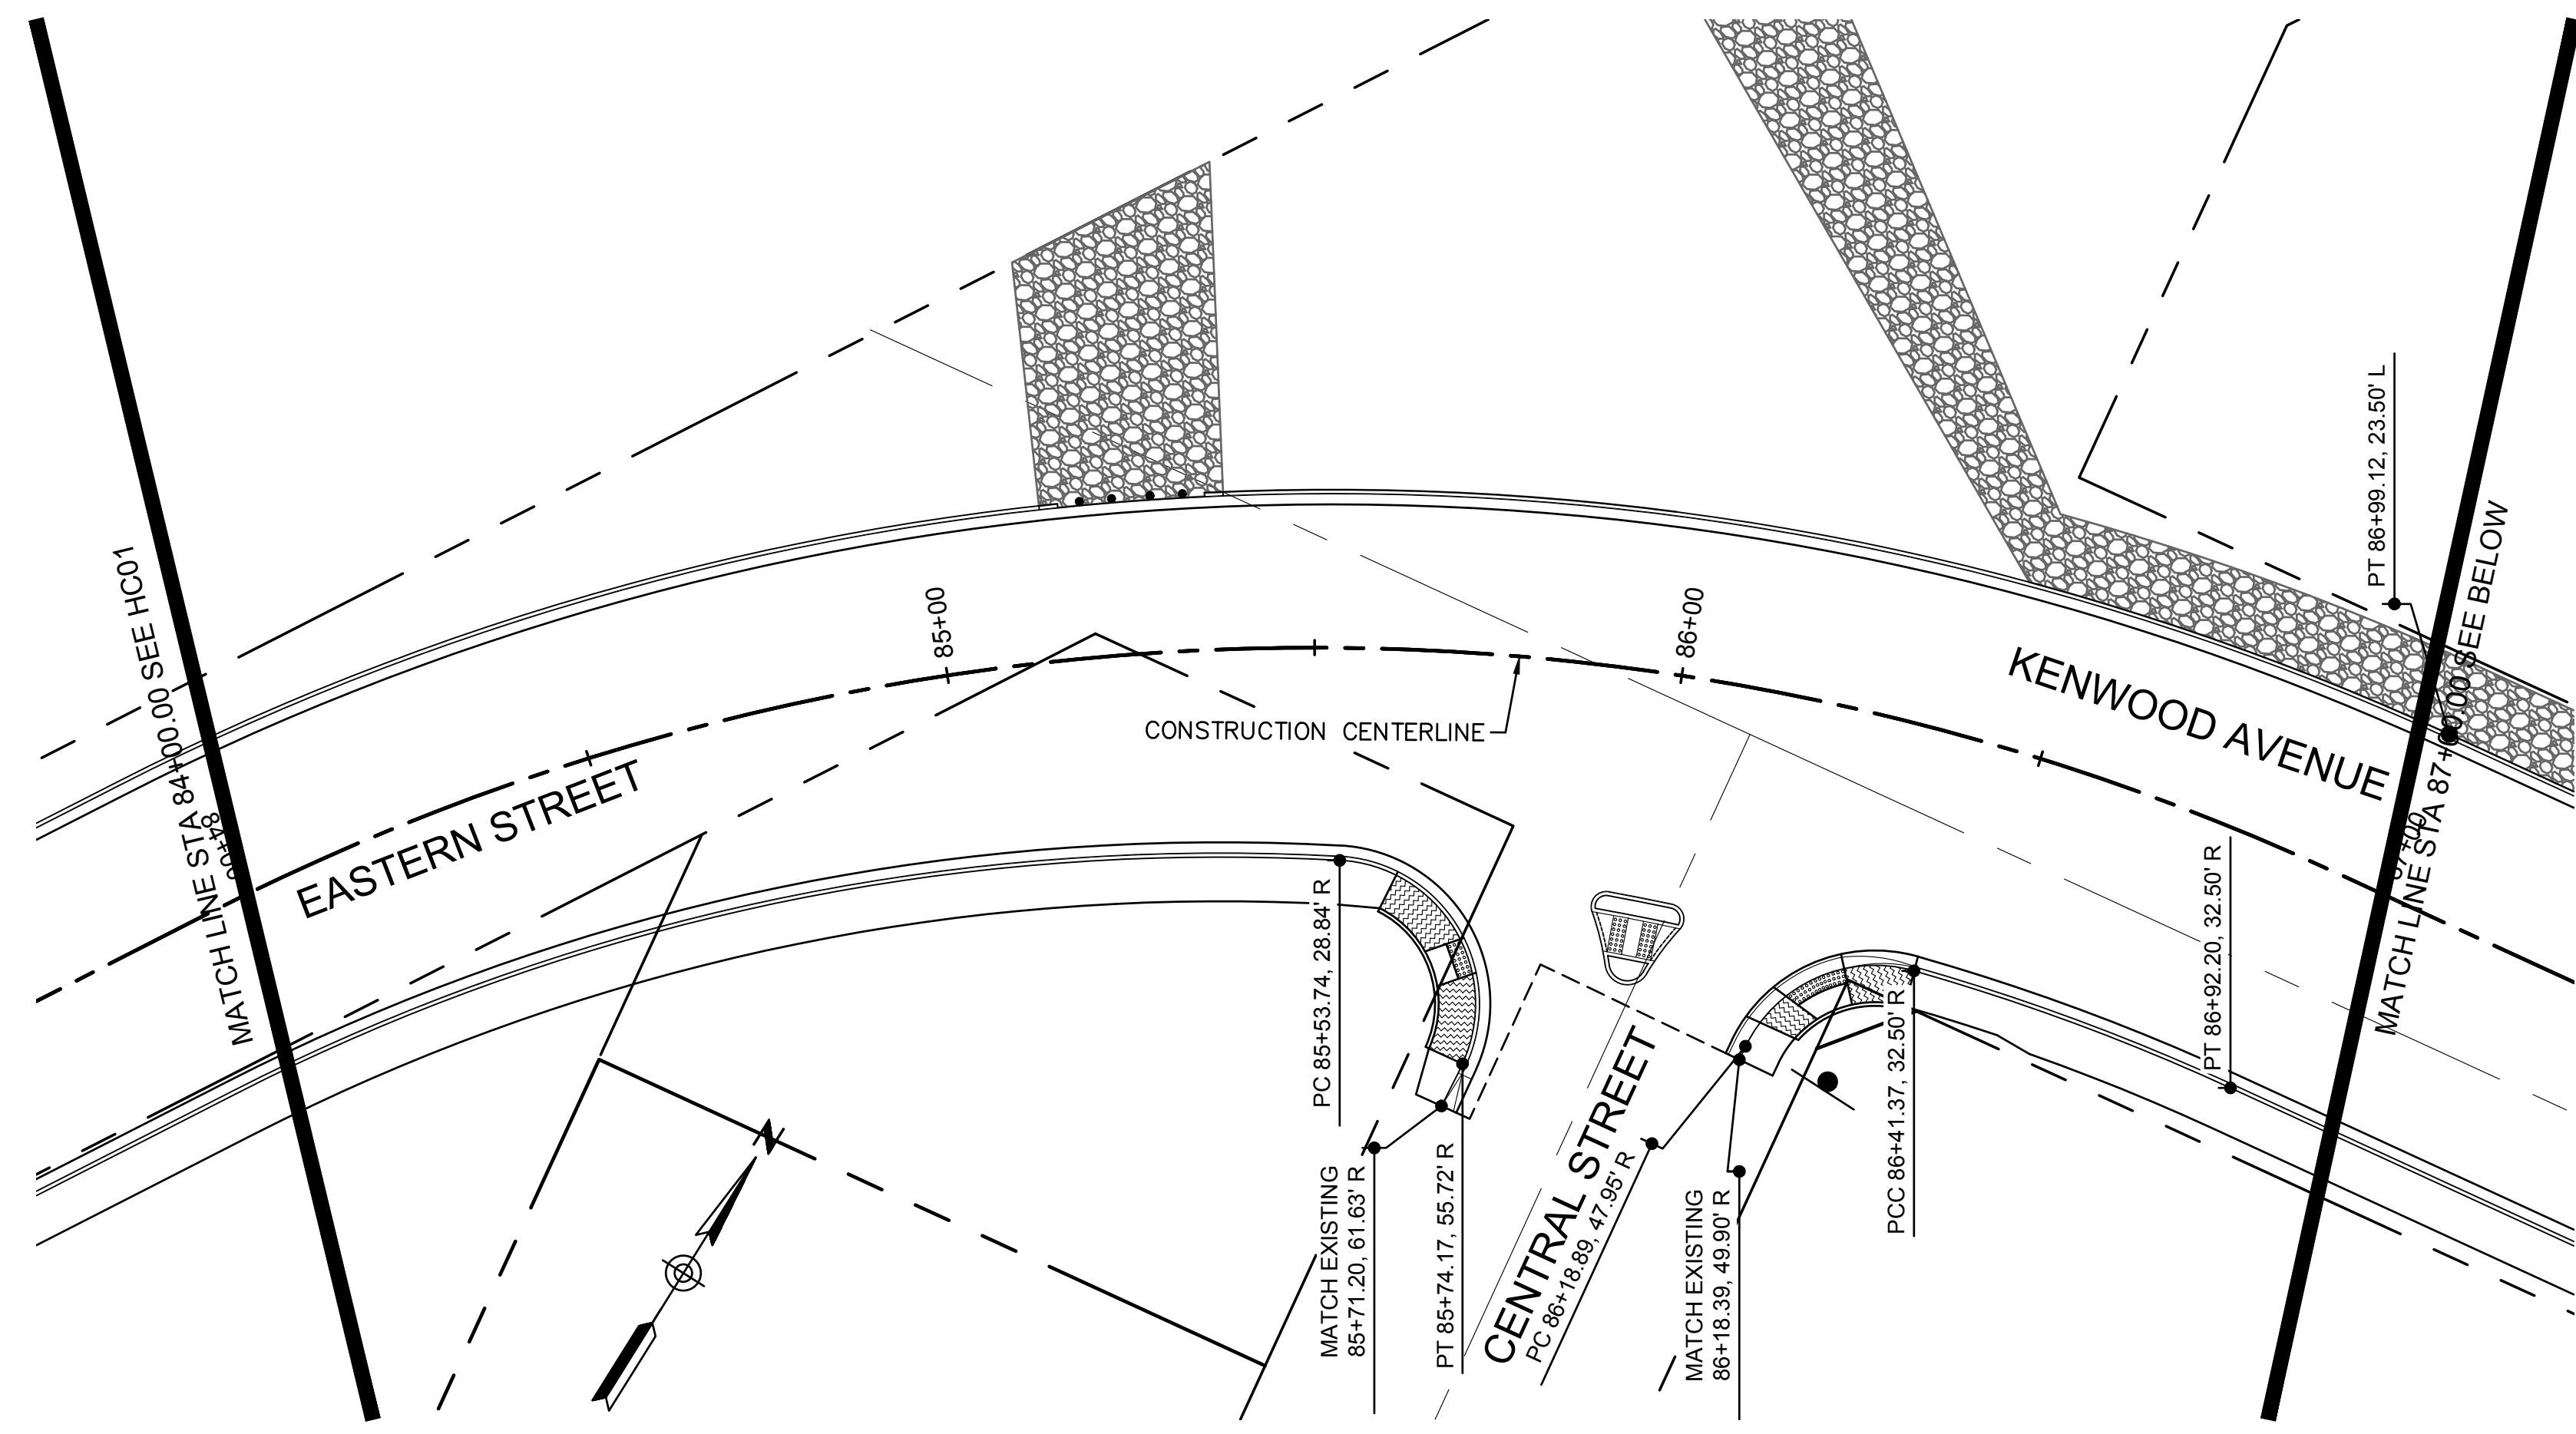 MATCH LINE STA 84+00.00 SEE HC01
84+00
EASTERN STREET
85+00
CONSTRUCTION CENTERLINE
86+00
KENWOOD AVENUE
PT 86+99.12, 23.50' L
MATCH LINE STA 87+00.00 SEE BELOW
87+00
PC 85+53.74, 28.84' R
MATCH EXISTING
85+71.20, 61.63' R
PT 85+74.17, 55.72' R
CENTRAL STREET
PC 86+18.89, 47.95' R
MATCH EXISTING
86+18.39, 49.90' R
PCC 86+41.37, 32.50' R
PT 86+92.20, 32.50' R
N